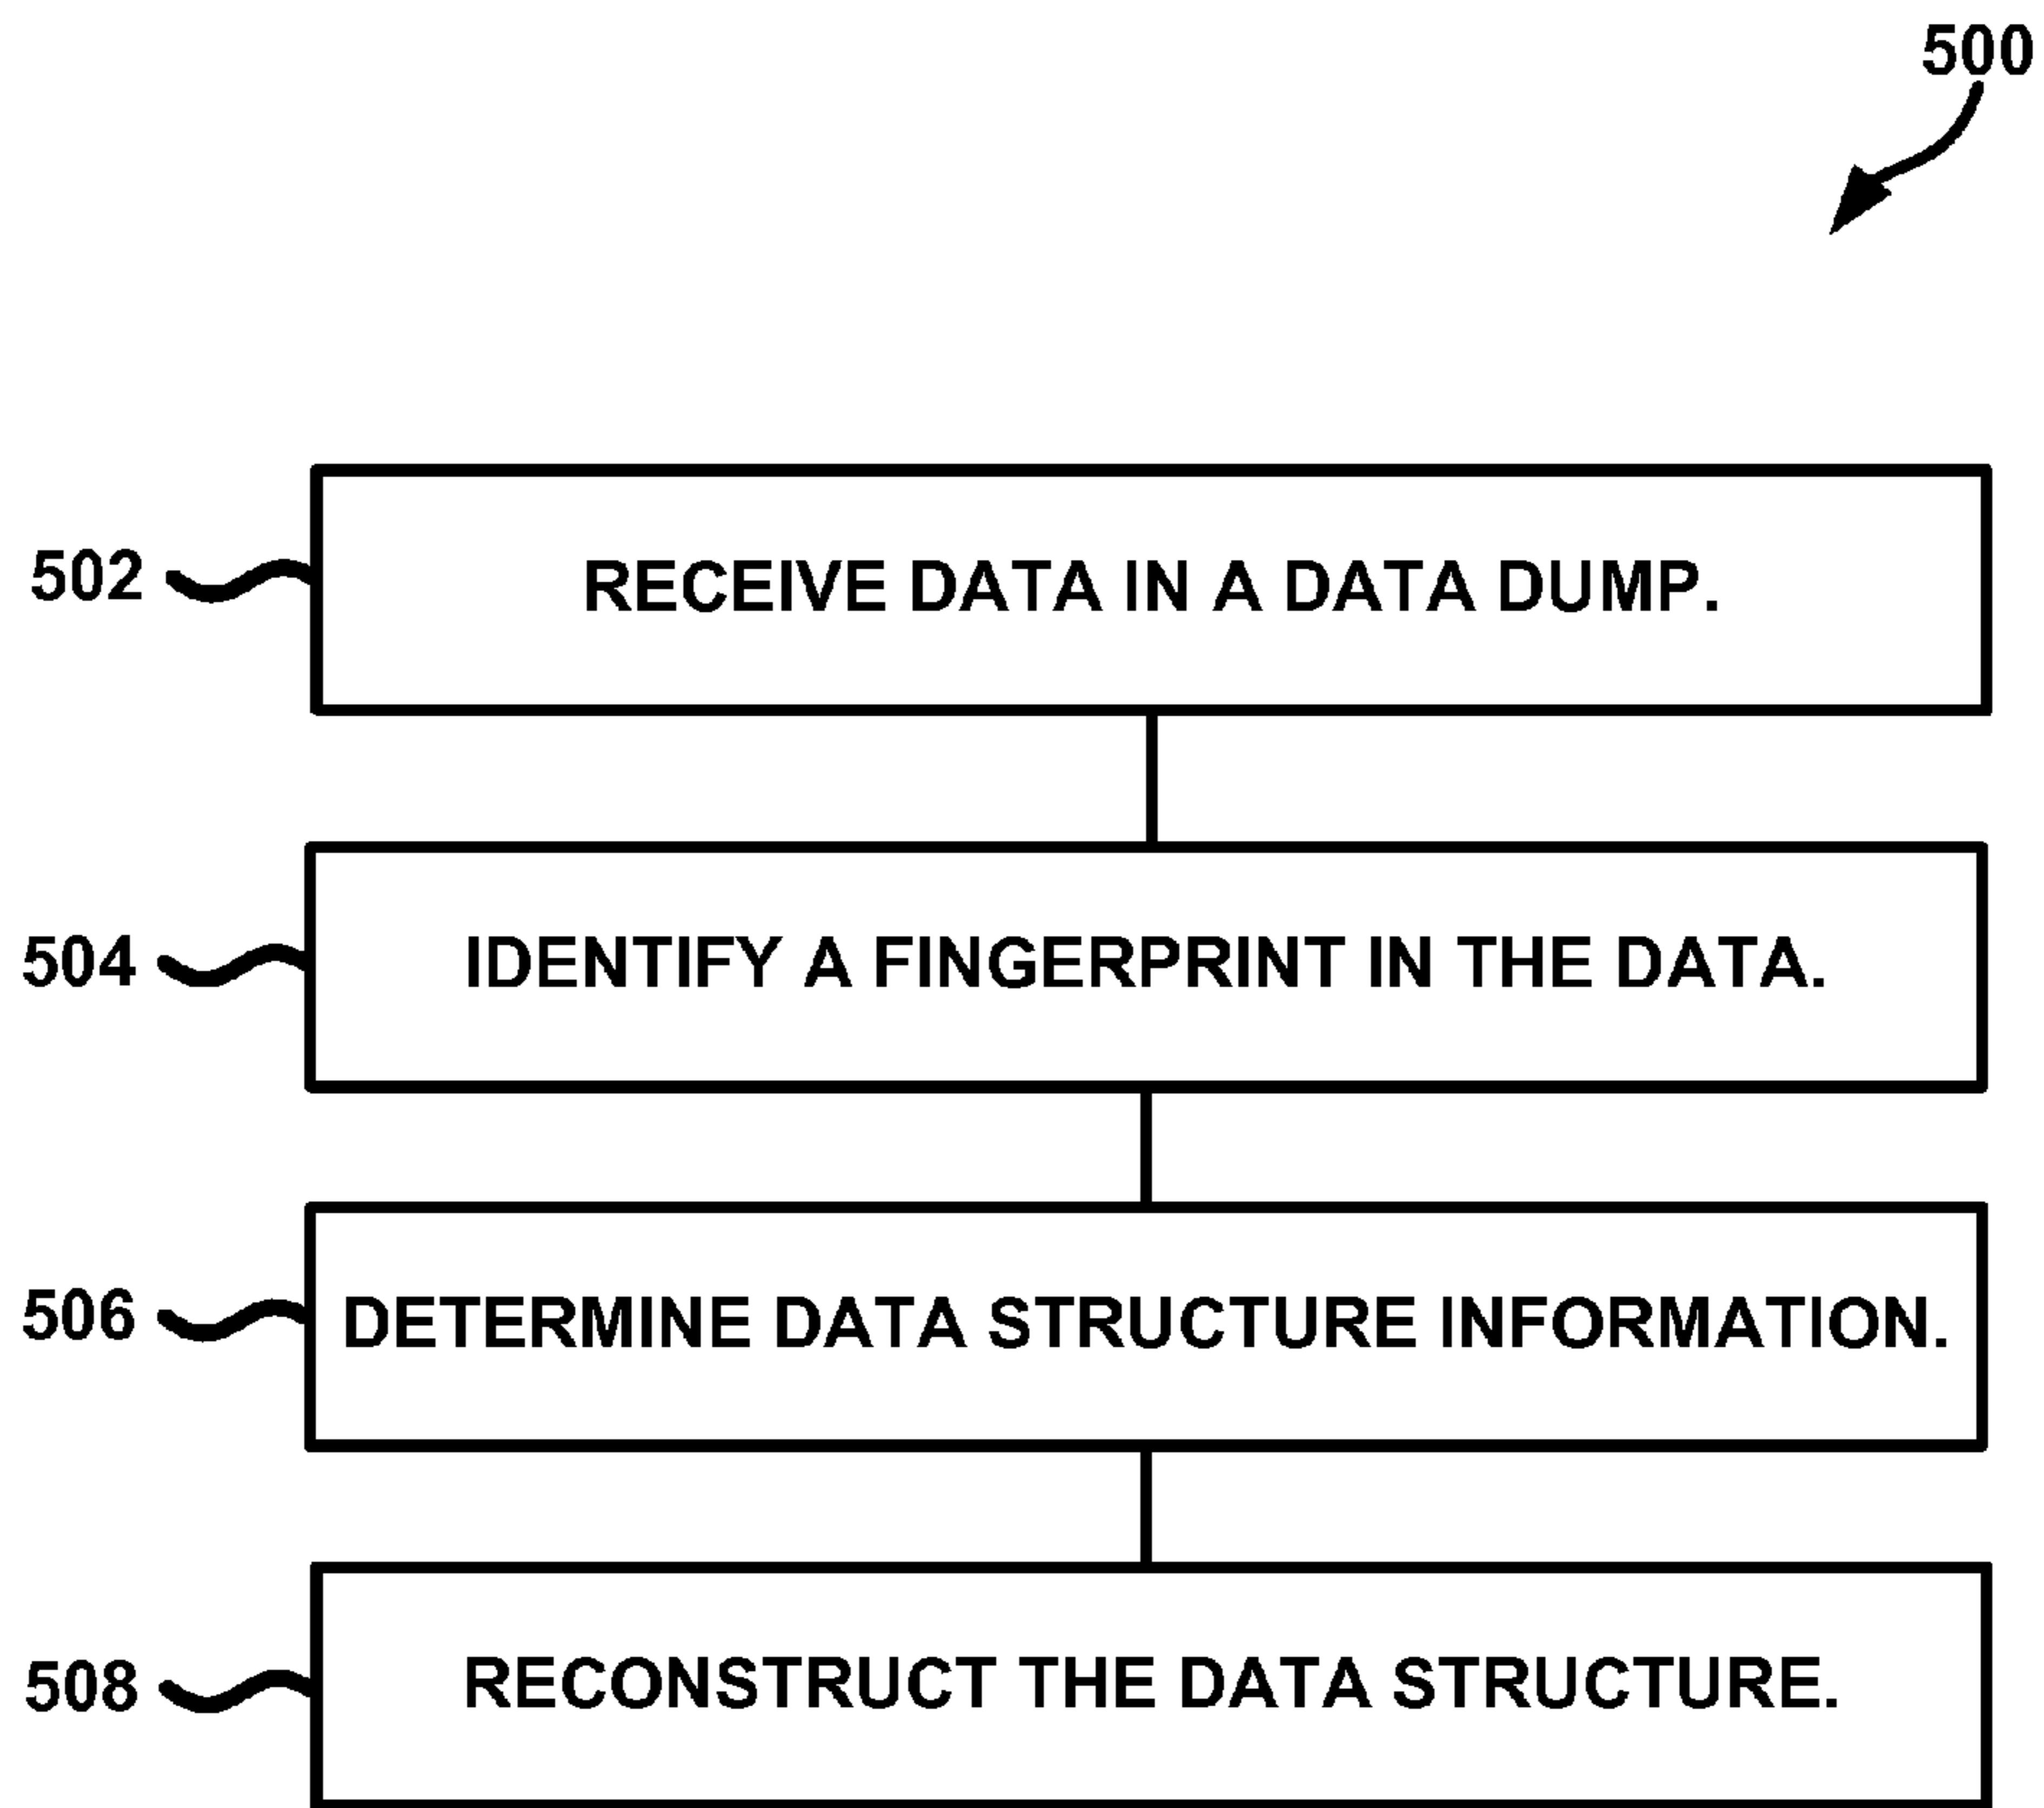 500
502 RECEIVE DATA IN A DATA DUMP.
504 IDENTIFY A FINGERPRINT IN THE DATA.
506 DETERMINE DATA STRUCTURE INFORMATION.
508 RECONSTRUCT THE DATA STRUCTURE.